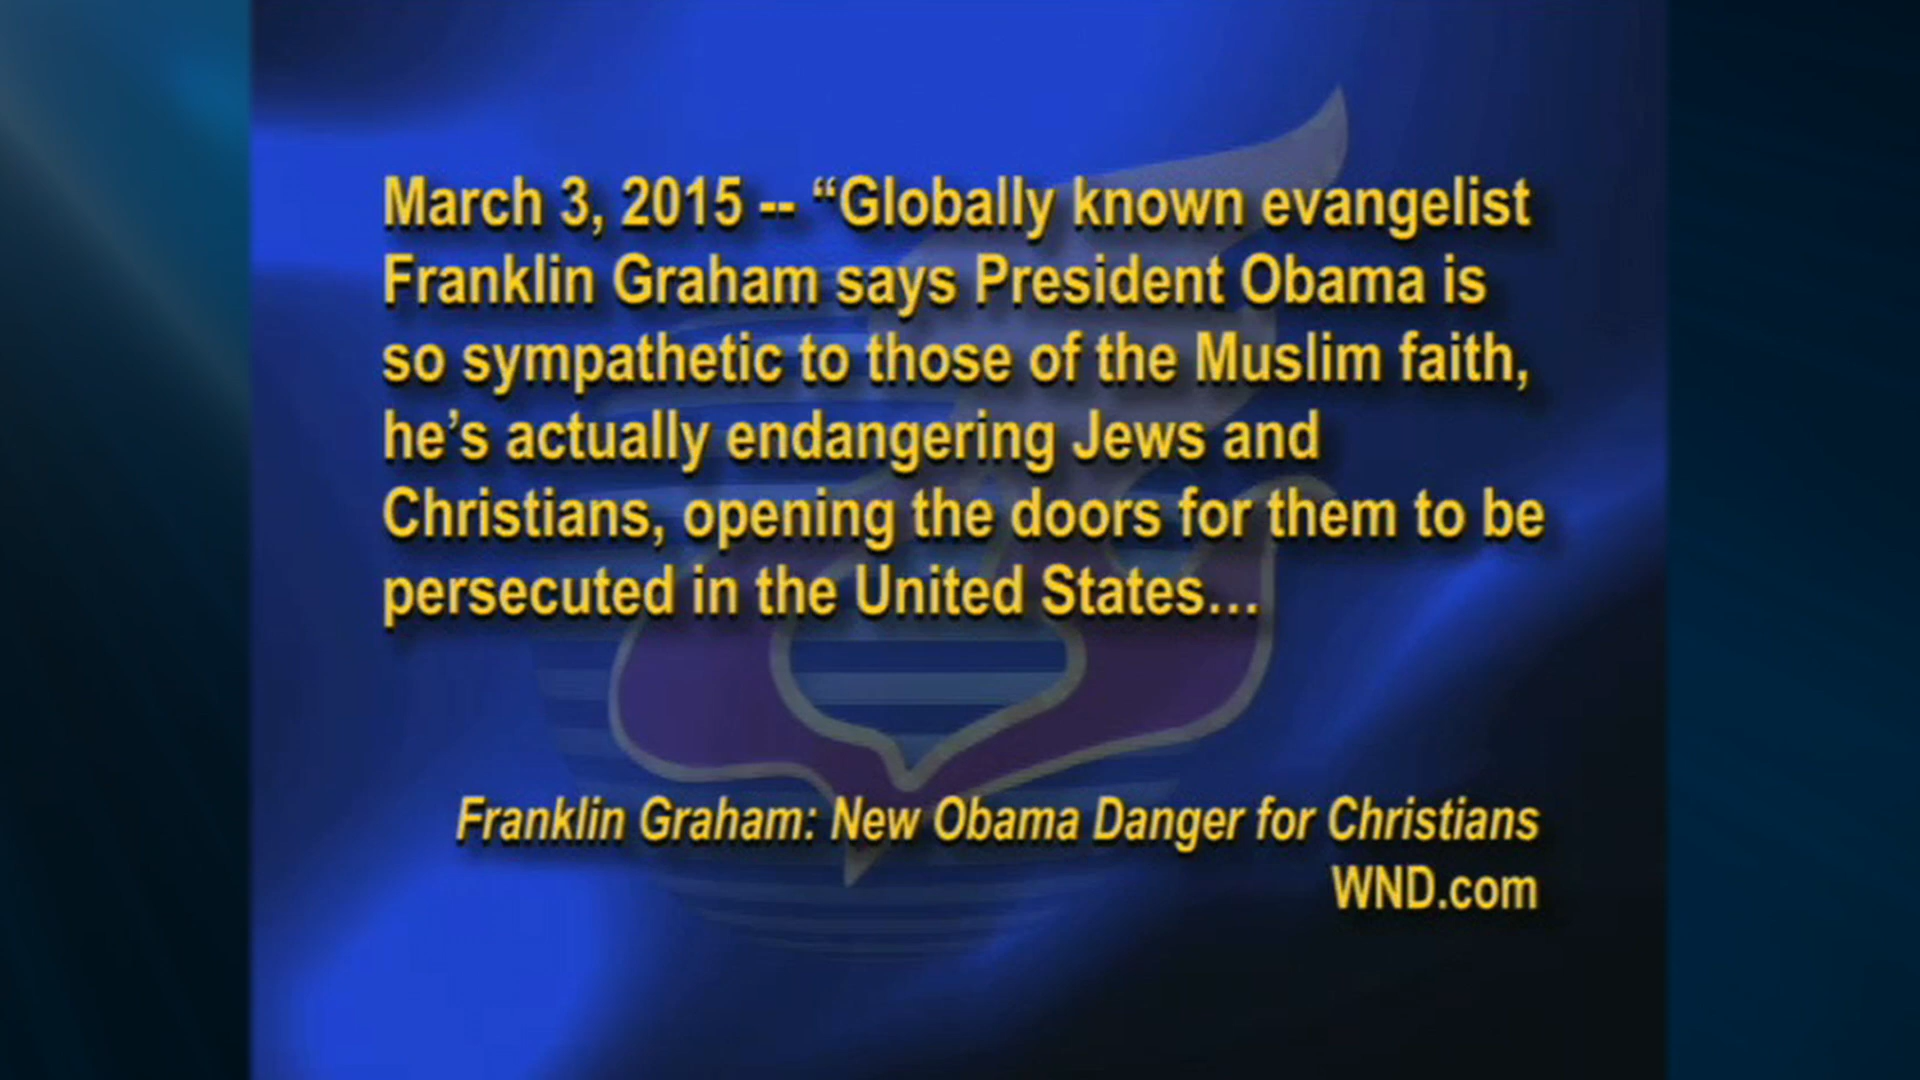 March 3, 2015 -- “Globally known evangelist
Franklin Graham says President Obama is
so sympathetic to those of the Muslim faith,
he’s actually endangering Jews and
Christians, opening the doors for them to be
persecuted in the United States…
Franklin Graham: New Obama Danger for Christians
WND.com